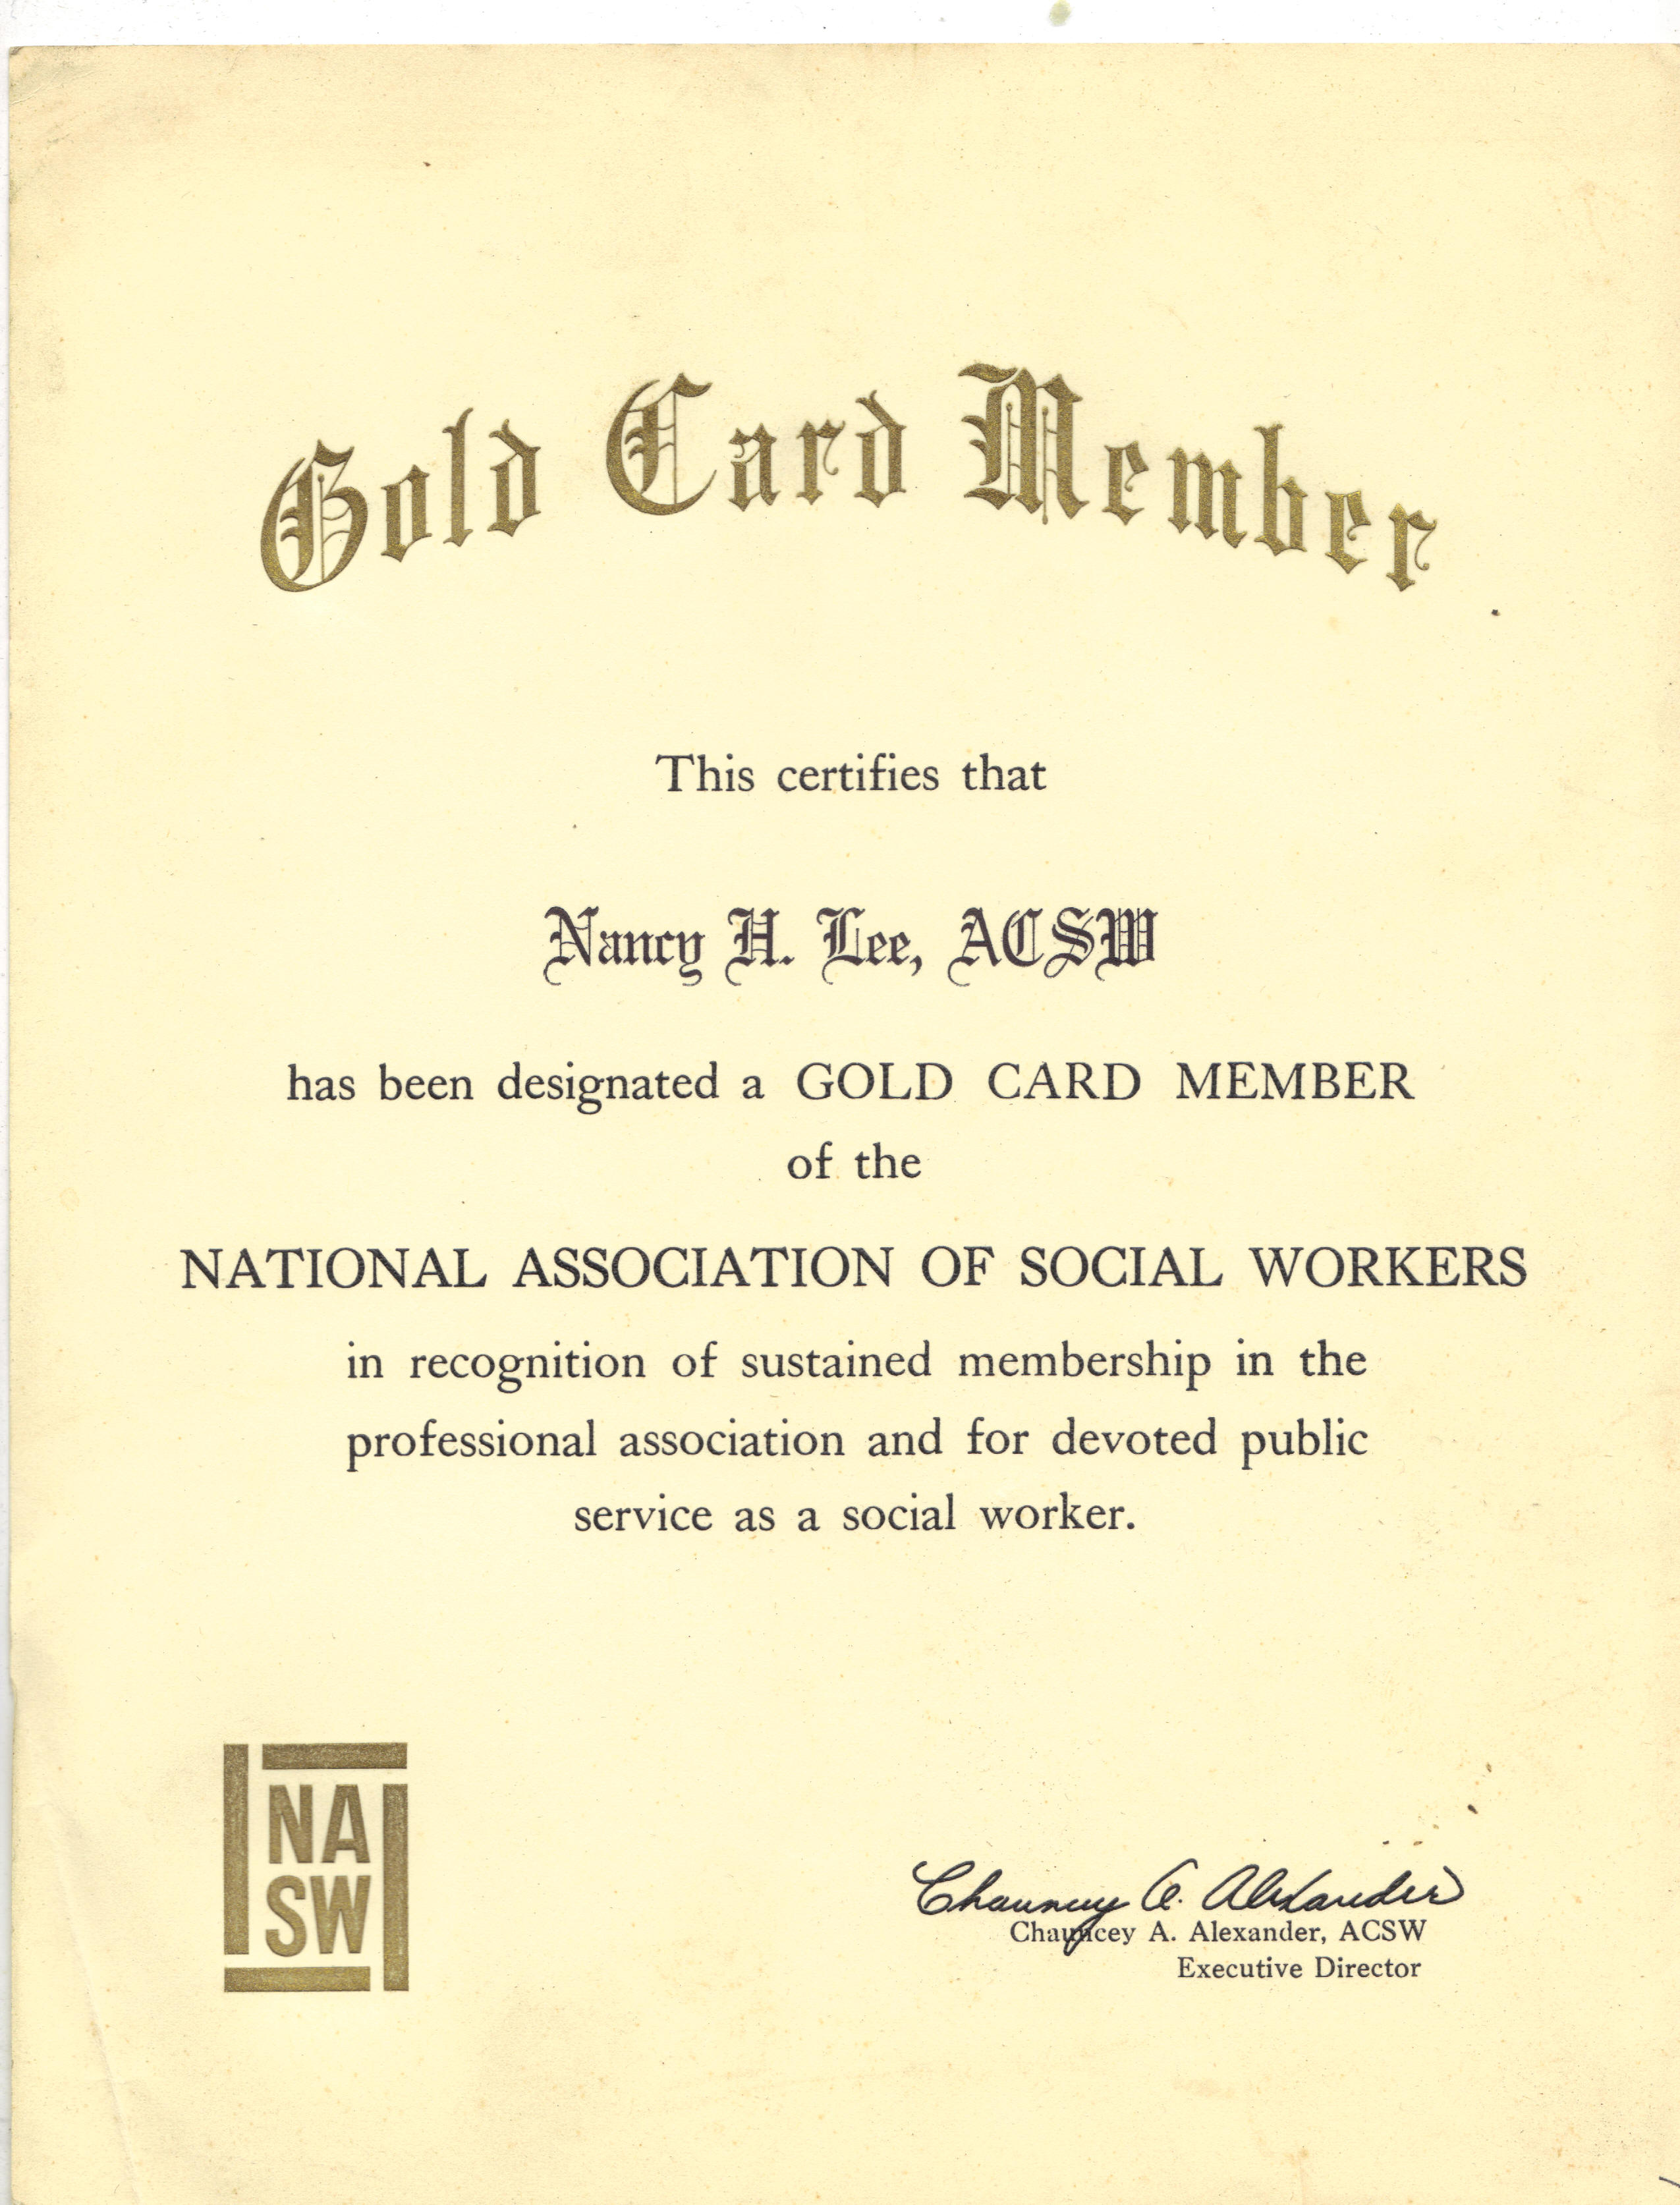 Gold Card Member
This certifies that
Nancy H. Lee, ACSW
has been designated a GOLD CARD MEMBER
of the
NATIONAL ASSOCIATION OF SOCIAL WORKERS
in recognition of sustained membership in the
professional association and for devoted public
service as a social worker.
NA
SW
Chauncey A. Alexander
Chauncey A. Alexander, ACSW
Executive Director